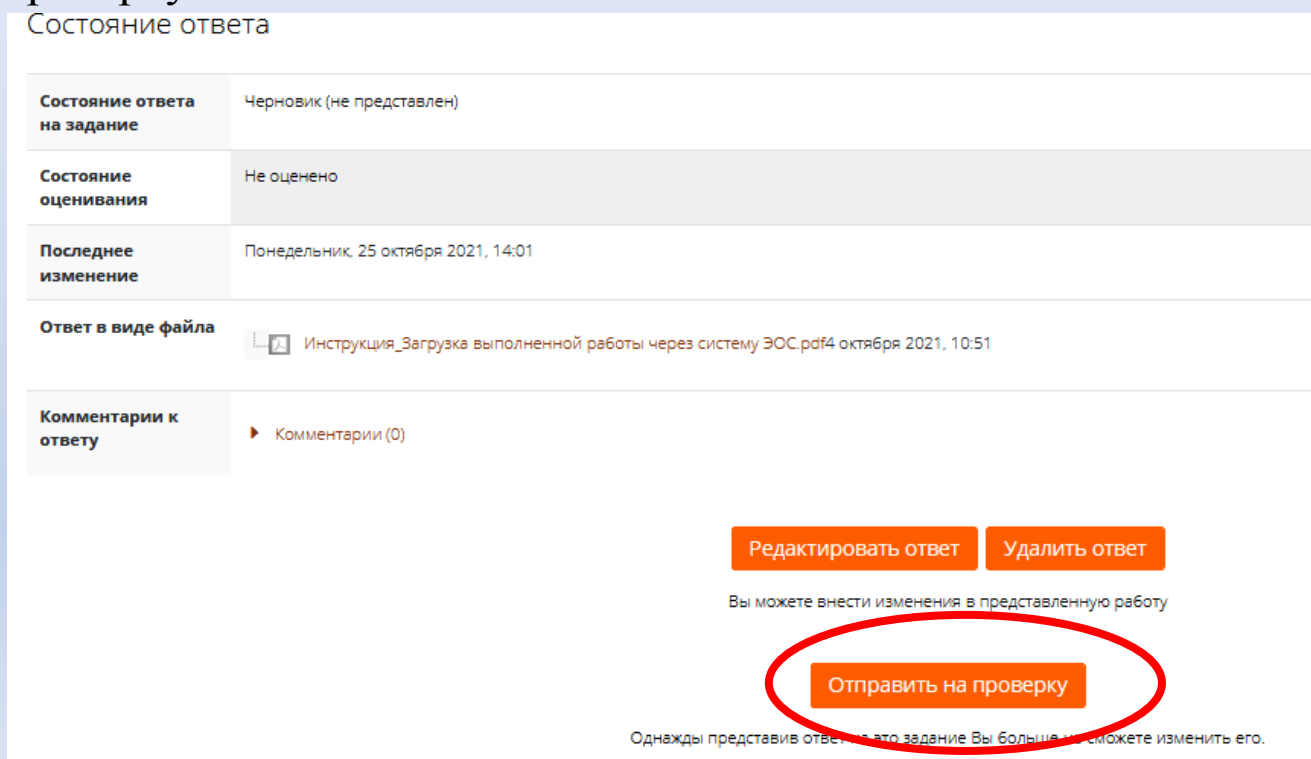 Состояние ответа
Состояние ответа
на задание
Черновик (не представлен)
Состояние
оценивания
Не оценено
Последнее
изменение
Понедельник, 25 октября 2021, 14:01
Ответ в виде файла
Инструкция_Загрузка выполненной работы через систему ЭОС.pdf4 октября 2021, 10:51
Комментарии к
ответу
Комментарии (0)
Редактировать ответ
Удалить ответ
Вы можете внести изменения в представленную работу
Отправить на проверку
Однажды представив ответ на это задание Вы больше не сможете изменить его.